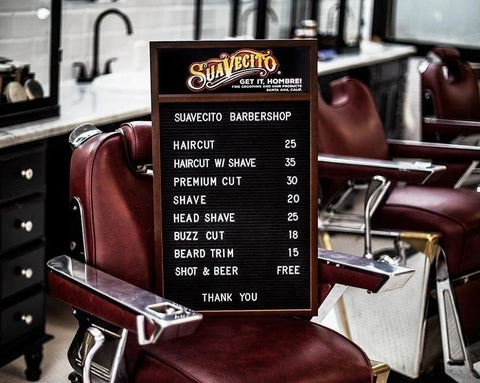 SUAVECITO
GET IT, HOMBRE!
FINE GROOMING AND HAIR PRODUCTS
SANTA ANA, CALIF.
SUAVECITO BARBERSHOP
HAIRCUT 25
HAIRCUT W/ SHAVE 35
PREMIUM CUT 30
SHAVE 20
HEAD SHAVE 25
BUZZ CUT 18
BEARD TRIM 15
SHOT & BEER FREE
THANK YOU